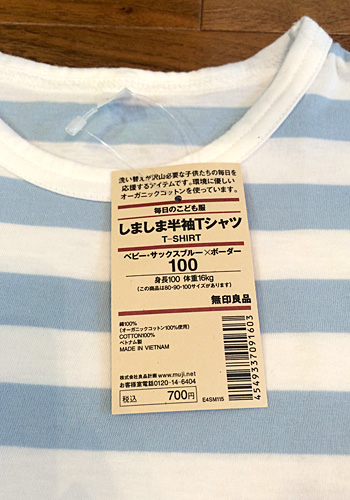 洗い替えが沢山必要な子供たちの毎日を
応援するアイテムです。環境に優しい
オーガニックコットンを使っています。
毎日のこども服
しましま半袖Tシャツ
T-SHIRT
ベビー・サックスブルー×ボーダー
100
身長100 体重16kg
(この商品は80・90・100サイズがあります)
無印良品
綿100%
(オーガニックコットン100%使用)
COTTON100%
ベトナム製
MADE IN VIETNAM
株式会社良品計画 www.muji.net
お客様室電話0120-14-6404
税込 700円
E4SM115
4549337091603